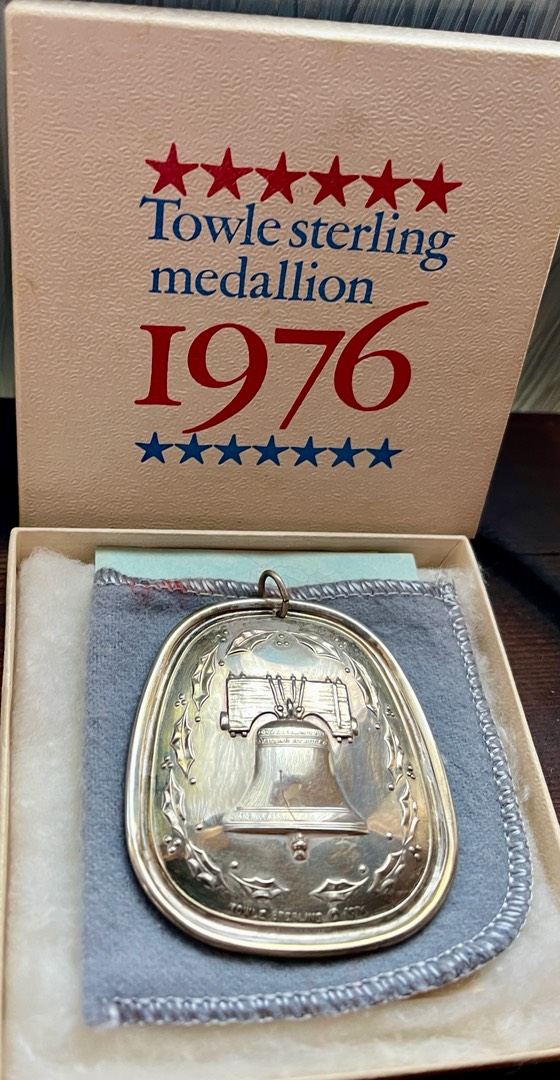 Towle sterling
medallion
1976
TOWLE STERLING © 1976